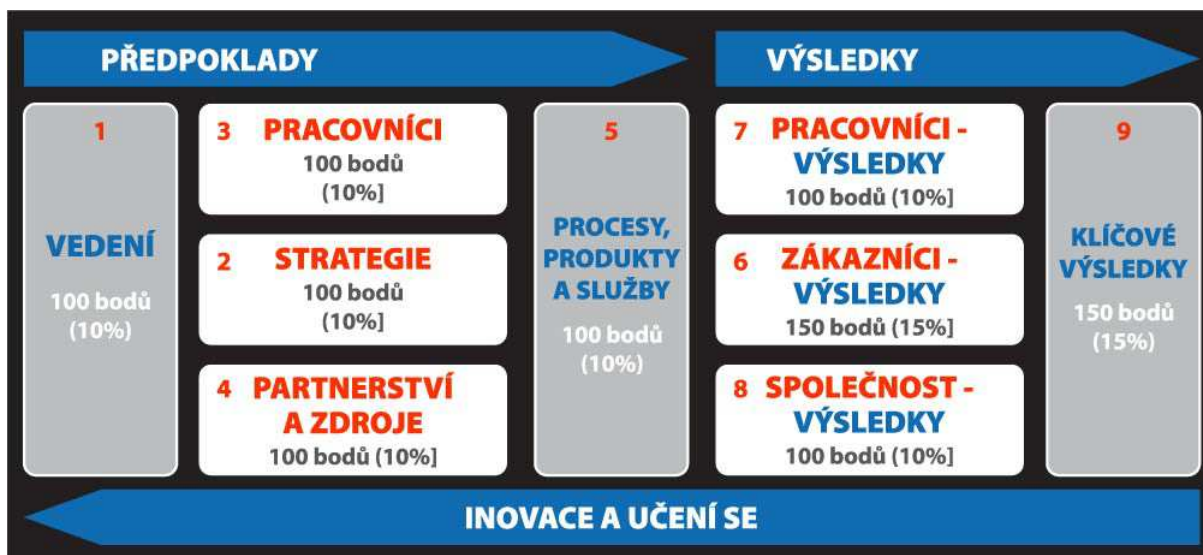 PŘEDPOKLADY
VÝSLEDKY
1
VEDENÍ
100 bodů
(10%)
3 PRACOVNÍCI
100 bodů
(10%]
2 STRATEGIE
100 bodů
(10%]
4 PARTNERSTVÍ
A ZDROJE
100 bodů (10%]
5
PROCESY,
PRODUKTY
A SLUŽBY
100 bodů
(10%)
7 PRACOVNÍCI -
VÝSLEDKY
100 bodů (10%]
6 ZÁKAZNÍCI -
VÝSLEDKY
150 bodů (15%]
8 SPOLEČNOST -
VÝSLEDKY
100 bodů (10%]
9
KLÍČOVÉ
VÝSLEDKY
150 bodů
(15%)
INOVACE A UČENÍ SE